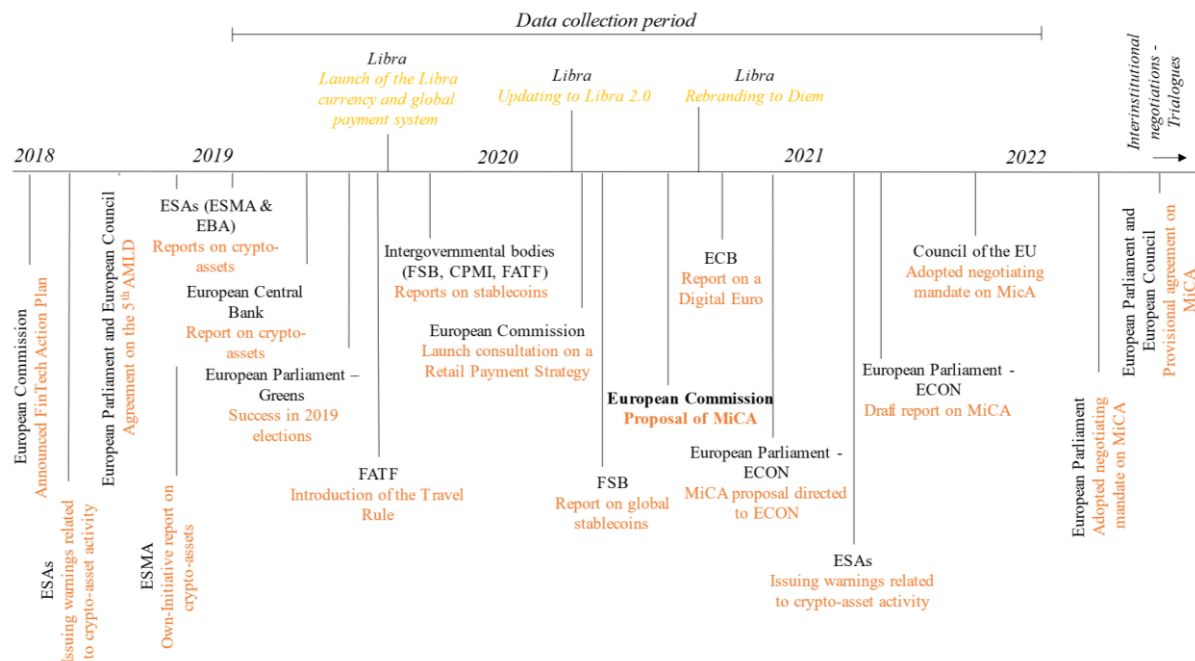 Data collection period
Libra
Launch of the Libra
currency and global
payment system
Libra
Updating to Libra 2.0
Libra
Rebranding to Diem
Interinstitutional
negotiations -
Trialogues
2018
2019
2020
2021
2022
European Commission
Announced FinTech Action Plan
ESAs
Issuing warnings related
to crypto-asset activity
European Parliament and European Council
Agreement on the 5th AMLD
ESMA
Own-Initiative report on
crypto-assets
ESAs (ESMA &
EBA)
Reports on crypto-
assets
European Central
Bank
Report on crypto-
assets
European Parliament –
Greens
Success in 2019
elections
FATF
Introduction of the Travel
Rule
Intergovernmental bodies
(FSB, CPMI, FATF)
Reports on stablecoins
European Commission
Launch consultation on a
Retail Payment Strategy
FSB
Report on global
stablecoins
European Commission
Proposal of MiCA
ECB
Report on a
Digital Euro
European Parliament -
ECON
MiCA proposal directed
to ECON
ESAs
Issuing warnings related
to crypto-asset activity
European Parliament -
ECON
Draft report on MiCA
Council of the EU
Adopted negotiating
mandate on MicA
European Parliament
Adopted negotiating
mandate on MiCA
European Parliament and
European Council
Provisional agreement on
MiCA